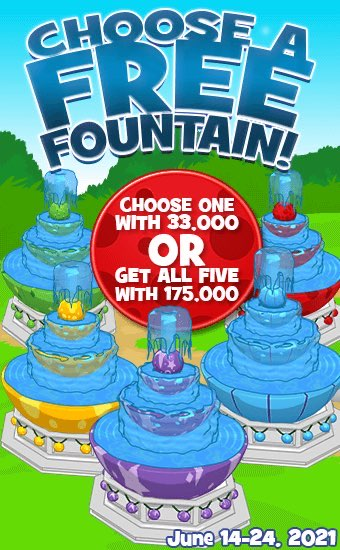 CHOOSE A
FREE
FOUNTAIN!
CHOOSE ONE
WITH 33,000
OR
GET ALL FIVE
WITH 175,000
June 14-24, 2021